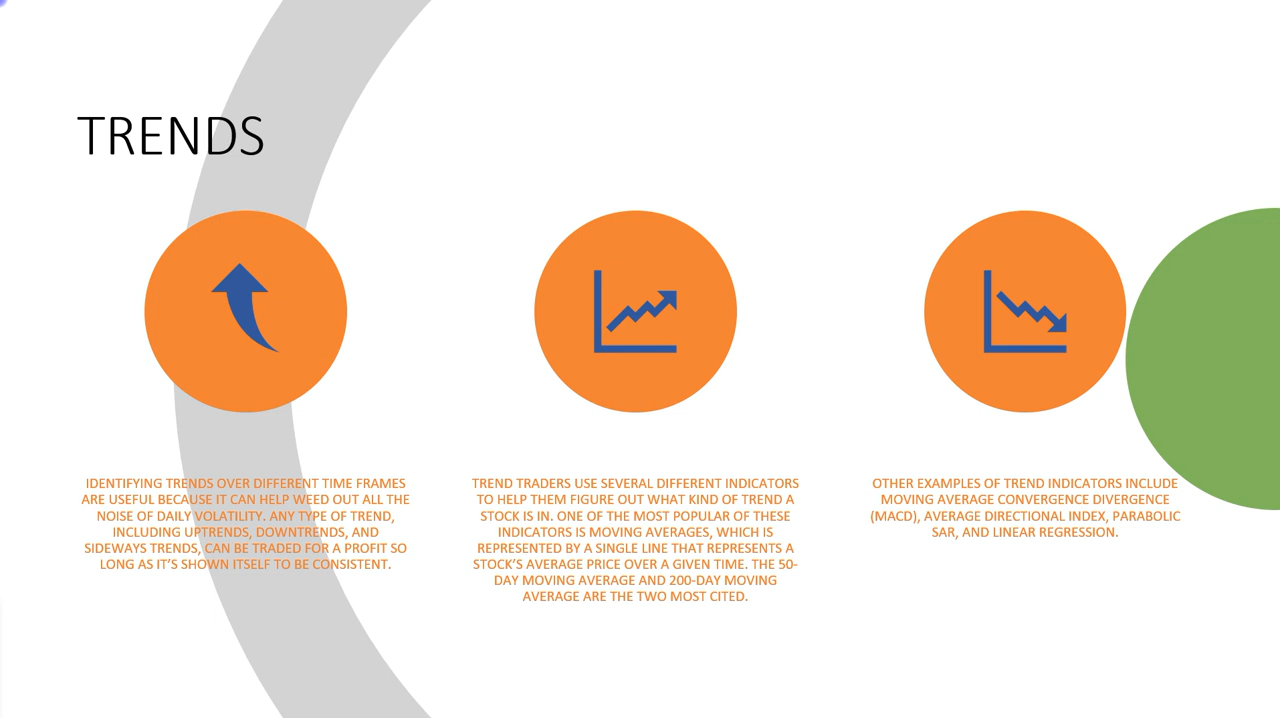 TRENDS
IDENTIFYING TRENDS OVER DIFFERENT TIME FRAMES
ARE USEFUL BECAUSE IT CAN HELP WEED OUT ALL THE
NOISE OF DAILY VOLATILITY. ANY TYPE OF TREND,
INCLUDING UPTRENDS, DOWNTRENDS, AND
SIDEWAYS TRENDS, CAN BE TRADED FOR A PROFIT SO
LONG AS IT'S SHOWN ITSELF TO BE CONSISTENT.
TREND TRADERS USE SEVERAL DIFFERENT INDICATORS
TO HELP THEM FIGURE OUT WHAT KIND OF TREND A
STOCK IS IN. ONE OF THE MOST POPULAR OF THESE
INDICATORS IS MOVING AVERAGES, WHICH IS
REPRESENTED BY A SINGLE LINE THAT REPRESENTS A
STOCK'S AVERAGE PRICE OVER A GIVEN TIME. THE 50-
DAY MOVING AVERAGE AND 200-DAY MOVING
AVERAGE ARE THE TWO MOST CITED.
OTHER EXAMPLES OF TREND INDICATORS INCLUDE
MOVING AVERAGE CONVERGENCE DIVERGENCE
(MACD), AVERAGE DIRECTIONAL INDEX, PARABOLIC
SAR, AND LINEAR REGRESSION.